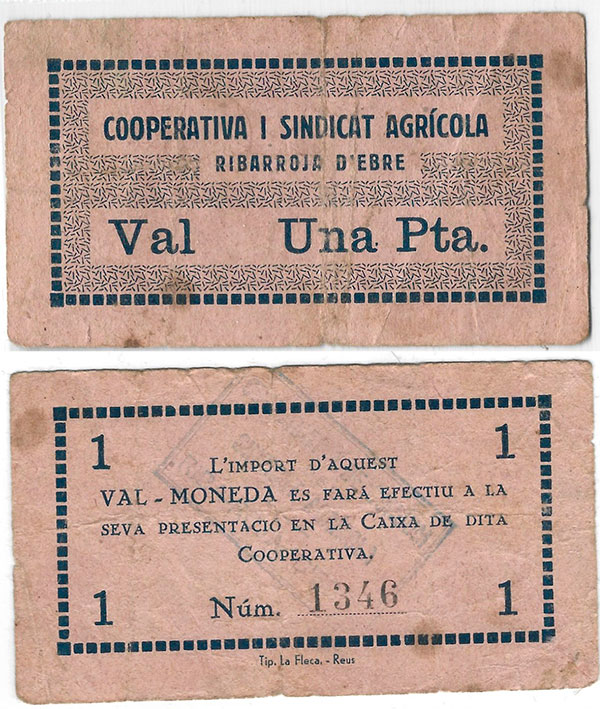 COOPERATIVA I SINDICAT AGRÍCOLA
RIBARROJA D'EBRE
Val Una Pta.
1 1
L'IMPORT D'AQUEST
VAL - MONEDA ES FARÁ EFECTIU A LA
SEVA PRESENTACIÓ EN LA CAIXA DE DITA
COOPERATIVA.
1 Núm. 1346 1
Tip. La Fleca. - Reus